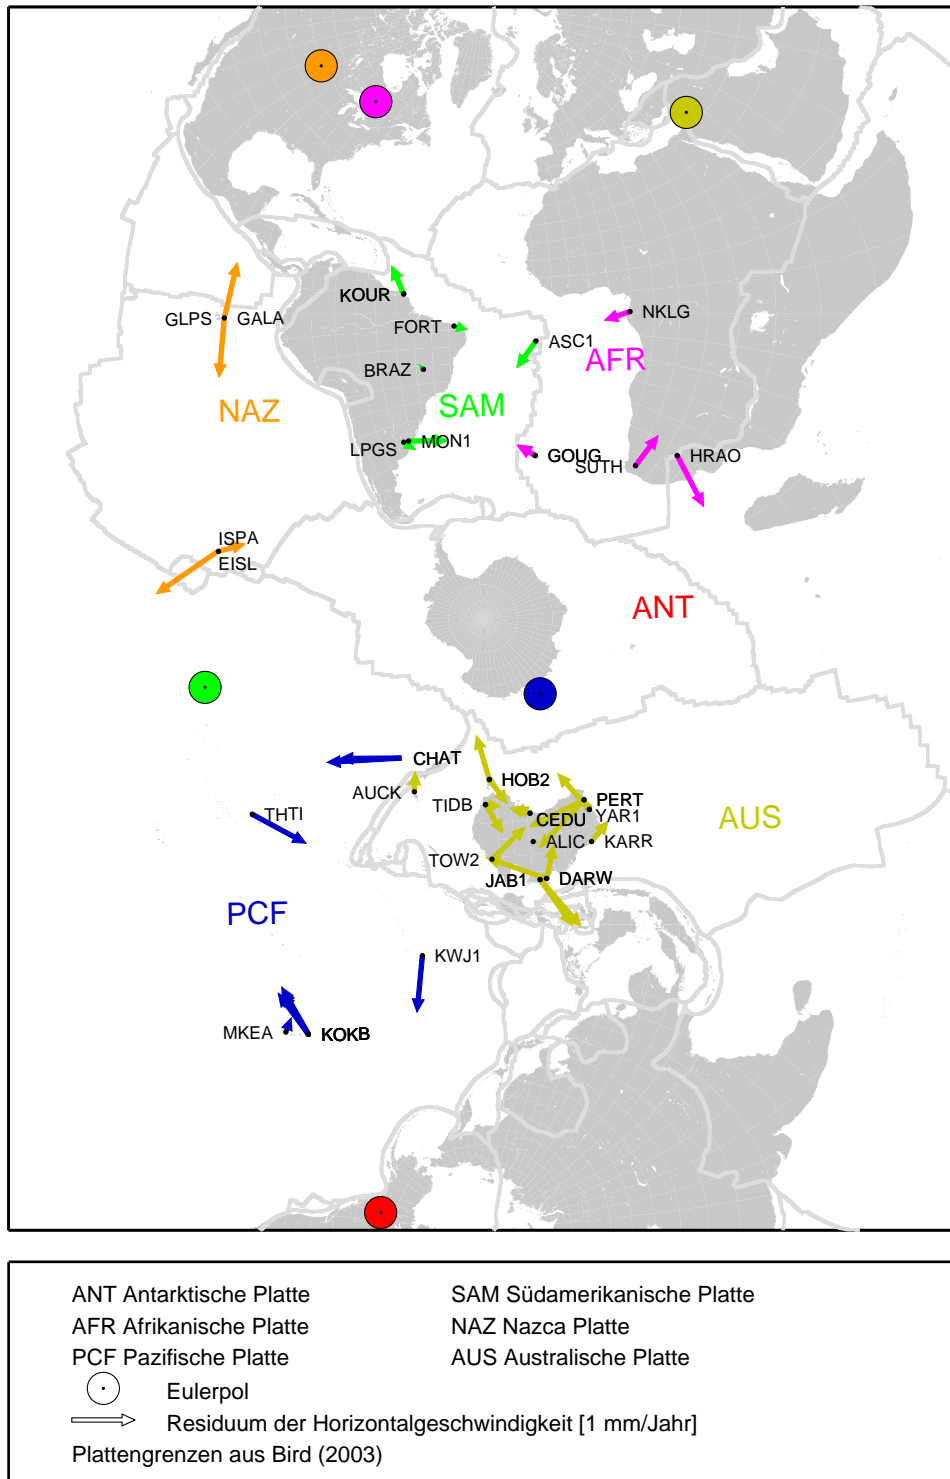 KOUR
NKLG
GLPS GALA
FORT
ASC1
AFR
BRAZ
SAM
NAZ
LPGS MON1
GOUG
SUTH
HRAO
ISPA
EISL
ANT
CHAT
HOB2
AUCK
TIDB
PERT
THTI
CEDU
YAR1
AUS
ALIC KARR
TOW2
JAB1 DARW
PCF
KWJ1
MKEA KOKB
ANT Antarktische Platte
SAM Südamerikanische Platte
AFR Afrikanische Platte
NAZ Nazca Platte
PCF Pazifische Platte
AUS Australische Platte
Eulerpol
Residuum der Horizontalgeschwindigkeit [1 mm/Jahr]
Plattengrenzen aus Bird (2003)